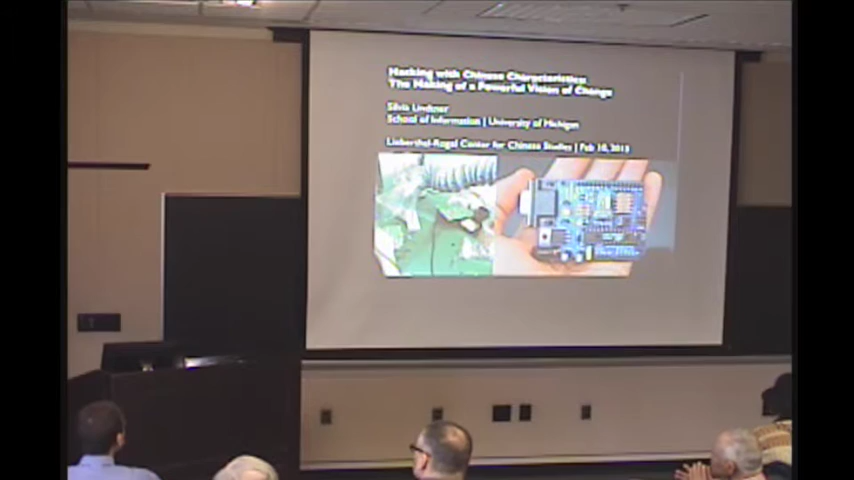 Hacking with Chinese Characteristics:
The Making of a Powerful Vision of Change
Silvia Lindtner
School of Information | University of Michigan
Lieberthal-Rogel Center for Chinese Studies | Feb 10, 2015